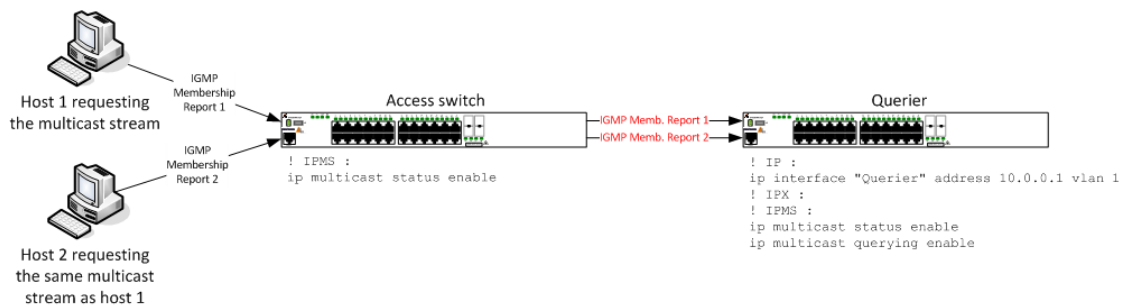 IGMP
Membership
Report 1
Host 1 requesting
the multicast stream
Access switch
Querier
IGMP Memb. Report 1
IGMP Memb. Report 2
IGMP
Membership
Report 2
! IPMS :
ip multicast status enable
! IP :
ip interface "Querier" address 10.0.0.1 vlan 1
! IPX :
! IPMS :
ip multicast status enable
ip multicast querying enable
Host 2 requesting
the same multicast
stream as host 1